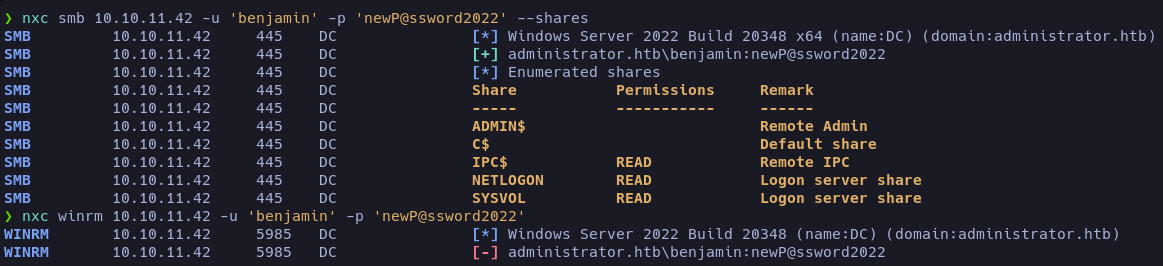 ❯ nxc smb 10.10.11.42 -u 'benjamin' -p 'newP@ssword2022' --shares
SMB         10.10.11.42     445    DC               [*] Windows Server 2022 Build 20348 x64 (name:DC) (domain:administrator.htb)
SMB         10.10.11.42     445    DC               [+] administrator.htb\benjamin:newP@ssword2022
SMB         10.10.11.42     445    DC               [*] Enumerated shares
SMB         10.10.11.42     445    DC               Share           Permissions     Remark
SMB         10.10.11.42     445    DC               -----           -----------     ------
SMB         10.10.11.42     445    DC               ADMIN$                          Remote Admin
SMB         10.10.11.42     445    DC               C$                              Default share
SMB         10.10.11.42     445    DC               IPC$            READ            Remote IPC
SMB         10.10.11.42     445    DC               NETLOGON        READ            Logon server share
SMB         10.10.11.42     445    DC               SYSVOL          READ            Logon server share
❯ nxc winrm 10.10.11.42 -u 'benjamin' -p 'newP@ssword2022'
WINRM       10.10.11.42     5985   DC               [*] Windows Server 2022 Build 20348 (name:DC) (domain:administrator.htb)
WINRM       10.10.11.42     5985   DC               [-] administrator.htb\benjamin:newP@ssword2022